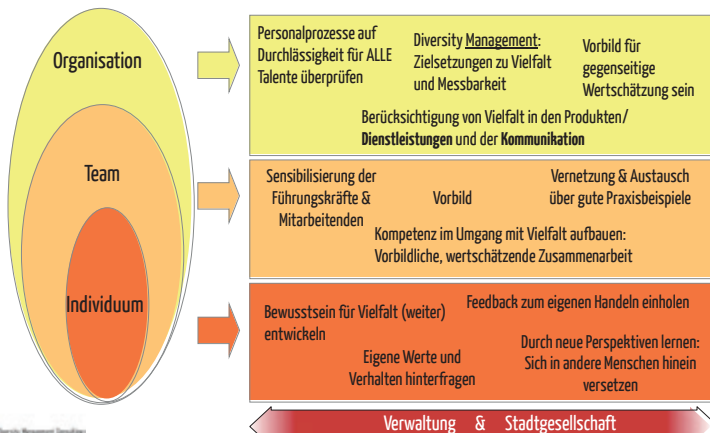 Organisation
Personalprozesse auf
Durchlässigkeit für ALLE
Talente überprüfen
Diversity Management:
Zielsetzungen zu Vielfalt
und Messbarkeit
Vorbild für
gegenseitige
Wertschätzung sein
Berücksichtigung von Vielfalt in den Produkten/
Dienstleistungen und der Kommunikation
Team
Sensibilisierung der
Führungskräfte &
Mitarbeitenden
Vorbild
Vernetzung & Austausch
über gute Praxisbeispiele
Kompetenz im Umgang mit Vielfalt aufbauen:
Vorbildliche, wertschätzende Zusammenarbeit
Individuum
Bewusstsein für Vielfalt (weiter)
entwickeln
Feedback zum eigenen Handeln einholen
Eigene Werte und
Verhalten hinterfragen
Durch neue Perspektiven lernen:
Sich in andere Menschen hinein
versetzen
Verwaltung & Stadtgesellschaft